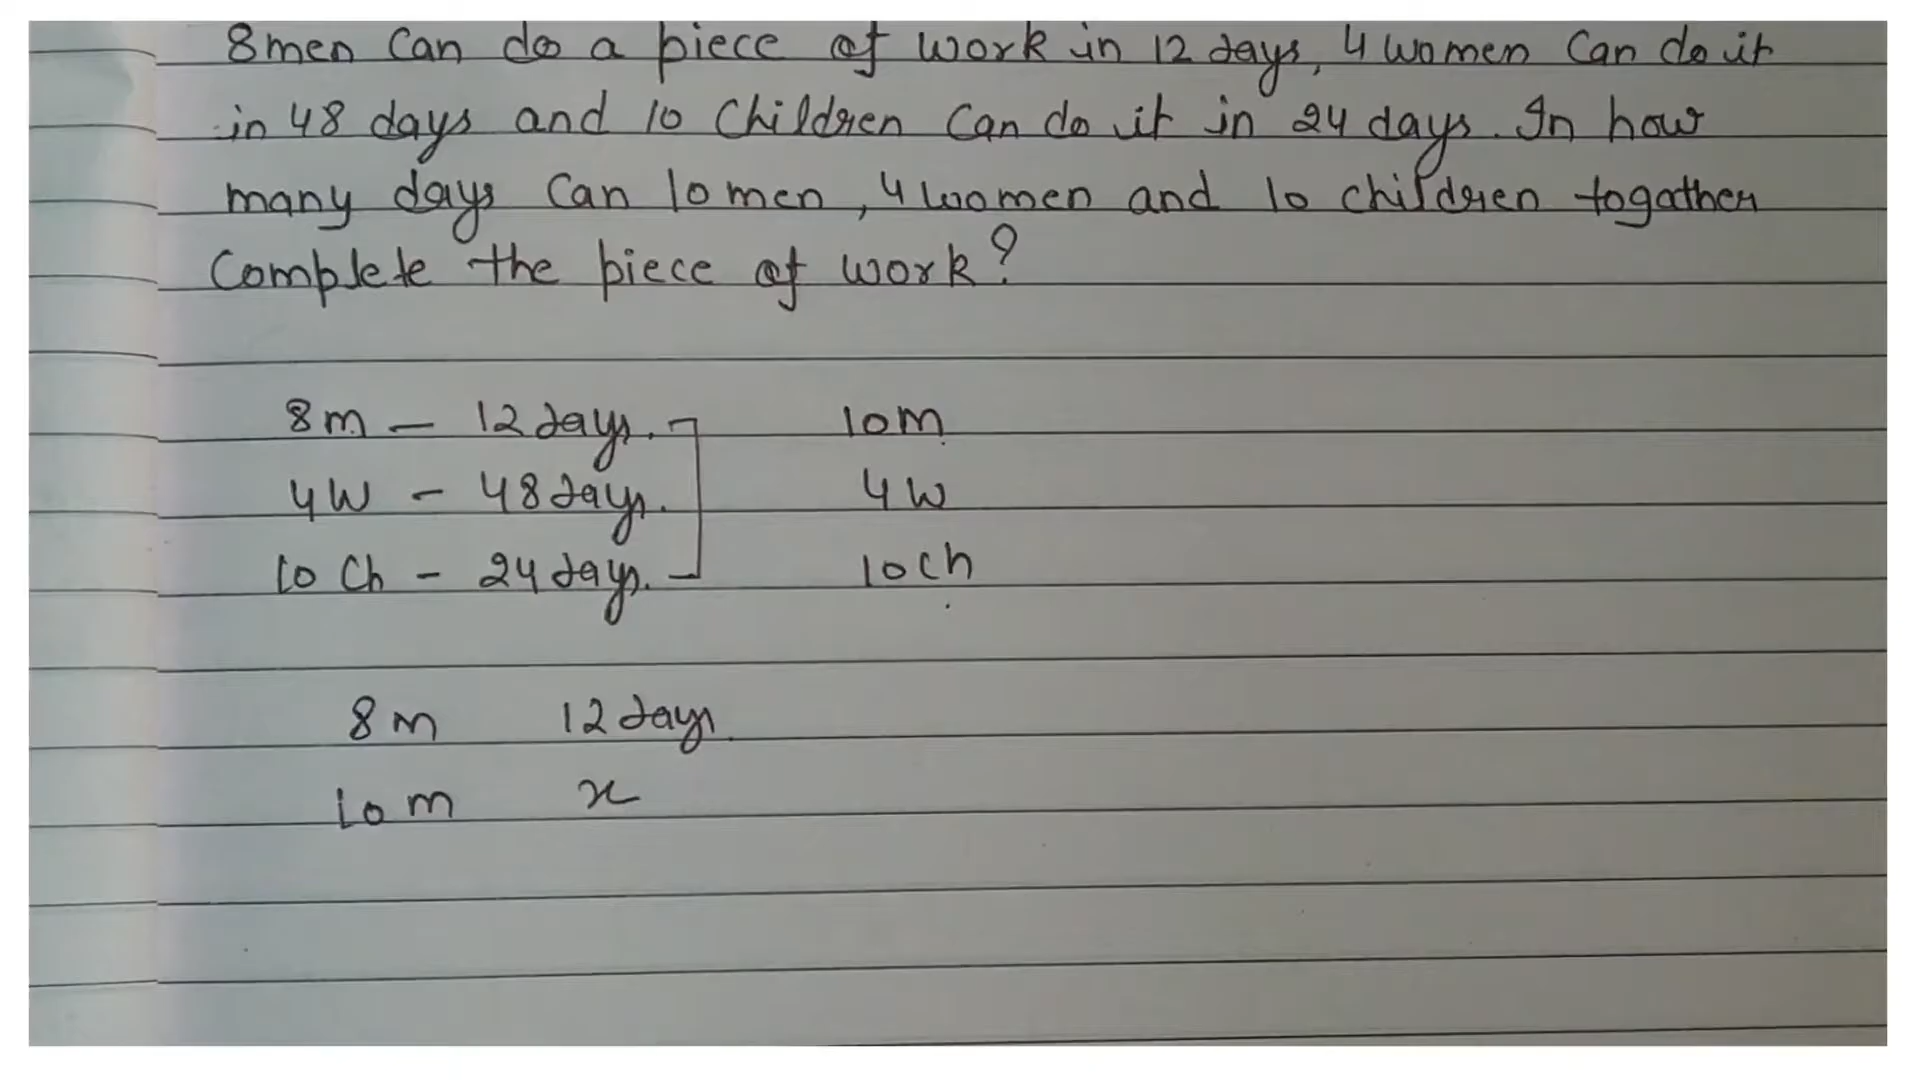 8men Can do a piece of work in 12 days, 4 women Can do it
in 48 days and 10 Children Can do it in 24 days. In how
many days Can 10 men, 4 women and 10 children togather
Complete the piece of work?
8m - 12 days. 10m
4W - 48 days. 4W
10 Ch - 24 days. 10ch
8m 12 days
10m x